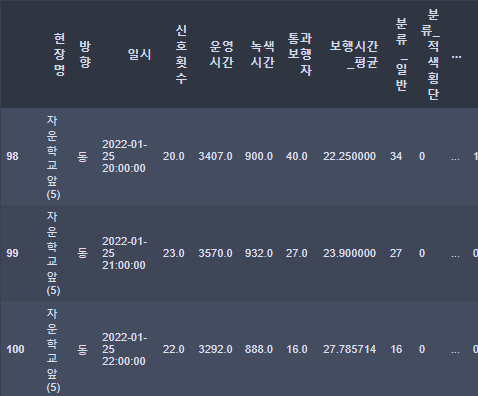 현장명 방향 일시 신호횟수 운영시간 녹색시간 통과보행자 보행시간_평균 분류_일반 분류_적색횡단 ...
98 자운학교앞(5) 동 2022-01-25 20:00:00 20.0 3407.0 900.0 40.0 22.250000 34 0 ... 1
99 자운학교앞(5) 동 2022-01-25 21:00:00 23.0 3570.0 932.0 27.0 23.900000 27 0 ... 0
100 자운학교앞(5) 동 2022-01-25 22:00:00 22.0 3292.0 888.0 16.0 27.785714 16 0 ... 0